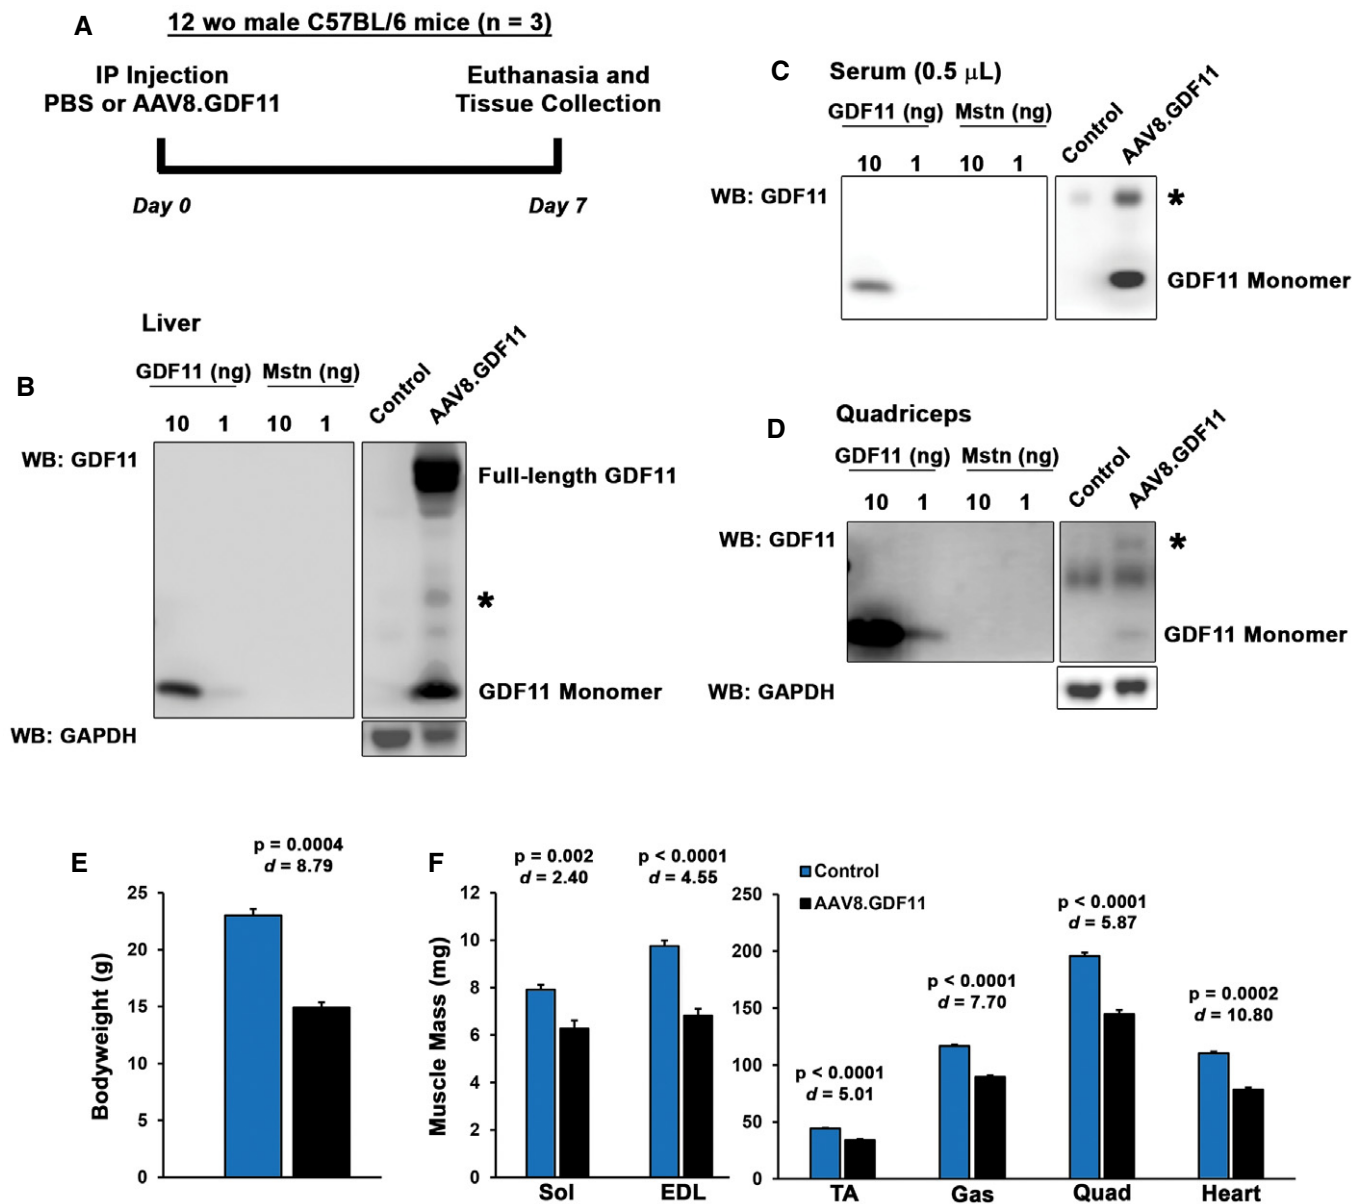 A
12 wo male C57BL/6 mice (n = 3)
IP Injection
PBS or AAV8.GDF11
Euthanasia and
Tissue Collection
Day 0
Day 7
B
Liver
GDF11 (ng)
Mstn (ng)
Control
AAV8.GDF11
10 1 10 1
WB: GDF11
Full-length GDF11
*
GDF11 Monomer
WB: GAPDH
C
Serum (0.5 μL)
GDF11 (ng)
Mstn (ng)
Control
AAV8.GDF11
10 1 10 1
WB: GDF11
*
GDF11 Monomer
D
Quadriceps
GDF11 (ng)
Mstn (ng)
Control
AAV8.GDF11
10 1 10 1
WB: GDF11
*
GDF11 Monomer
WB: GAPDH
E
p = 0.0004
d = 8.79
Bodyweight (g)
25
20
15
10
5
0
F
p = 0.002
d = 2.40
p < 0.0001
d = 4.55
Muscle Mass (mg)
12
10
8
6
4
2
0
Sol
EDL
Control
AAV8.GDF11
250
200
150
100
50
0
p < 0.0001
d = 5.01
p < 0.0001
d = 7.70
p < 0.0001
d = 5.87
p = 0.0002
d = 10.80
TA
Gas
Quad
Heart